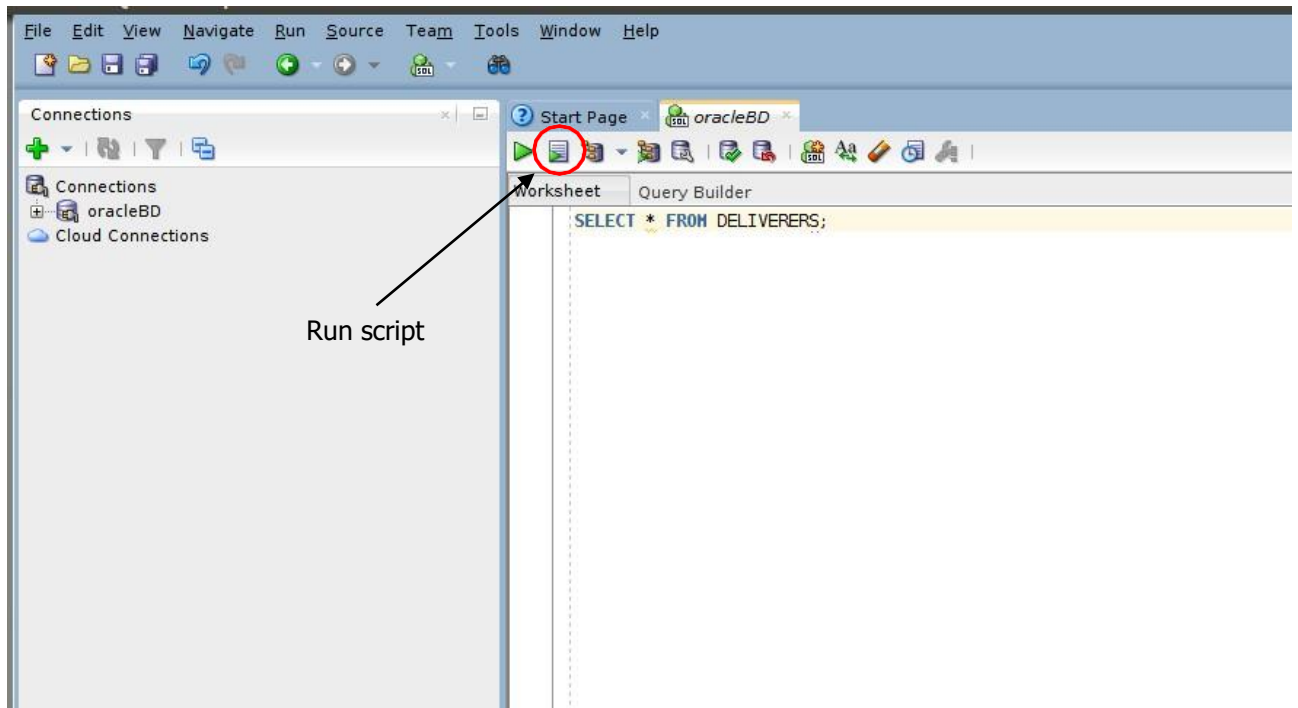 File Edit View Navigate Run Source Team Tools Window Help
Connections
Start Page
oracleBD
Connections
oracleBD
Cloud Connections
Worksheet
Query Builder
SELECT * FROM DELIVERERS;
Run script